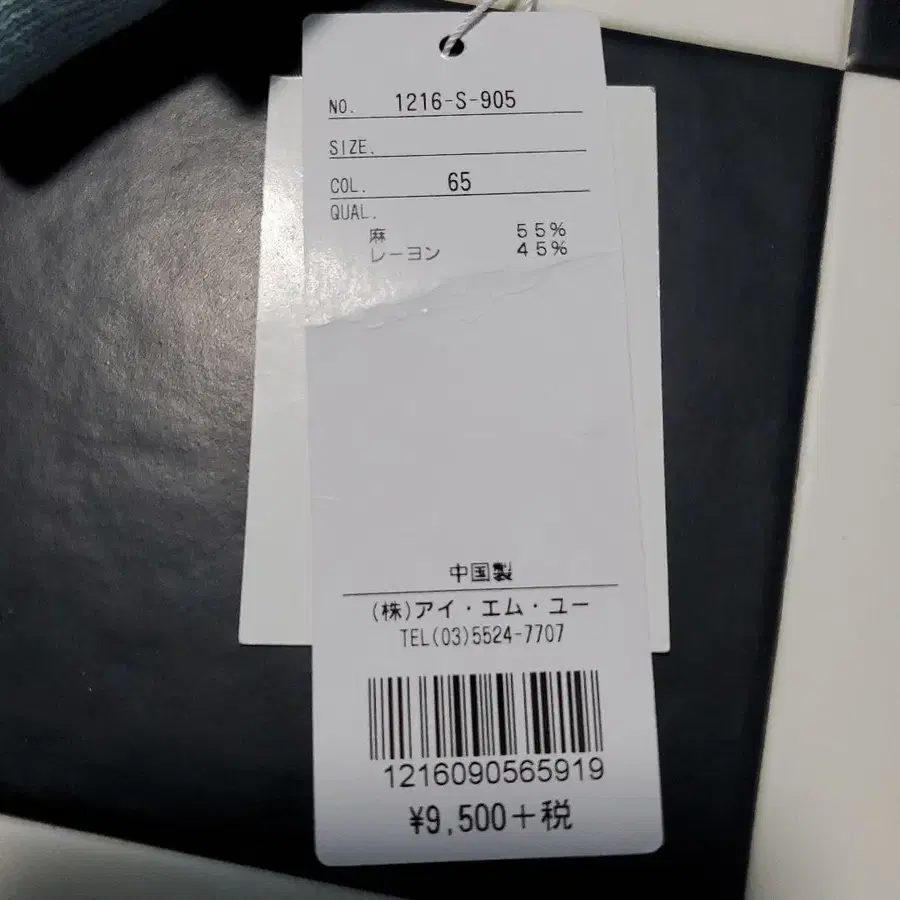 NO. 1216-S-905
SIZE.
COL. 65
QUAL.
麻 55%
レーヨン 45%
中国製
(株)アイ・エム・ユー
TEL(03)5524-7707
1216090565919
¥9,500+税